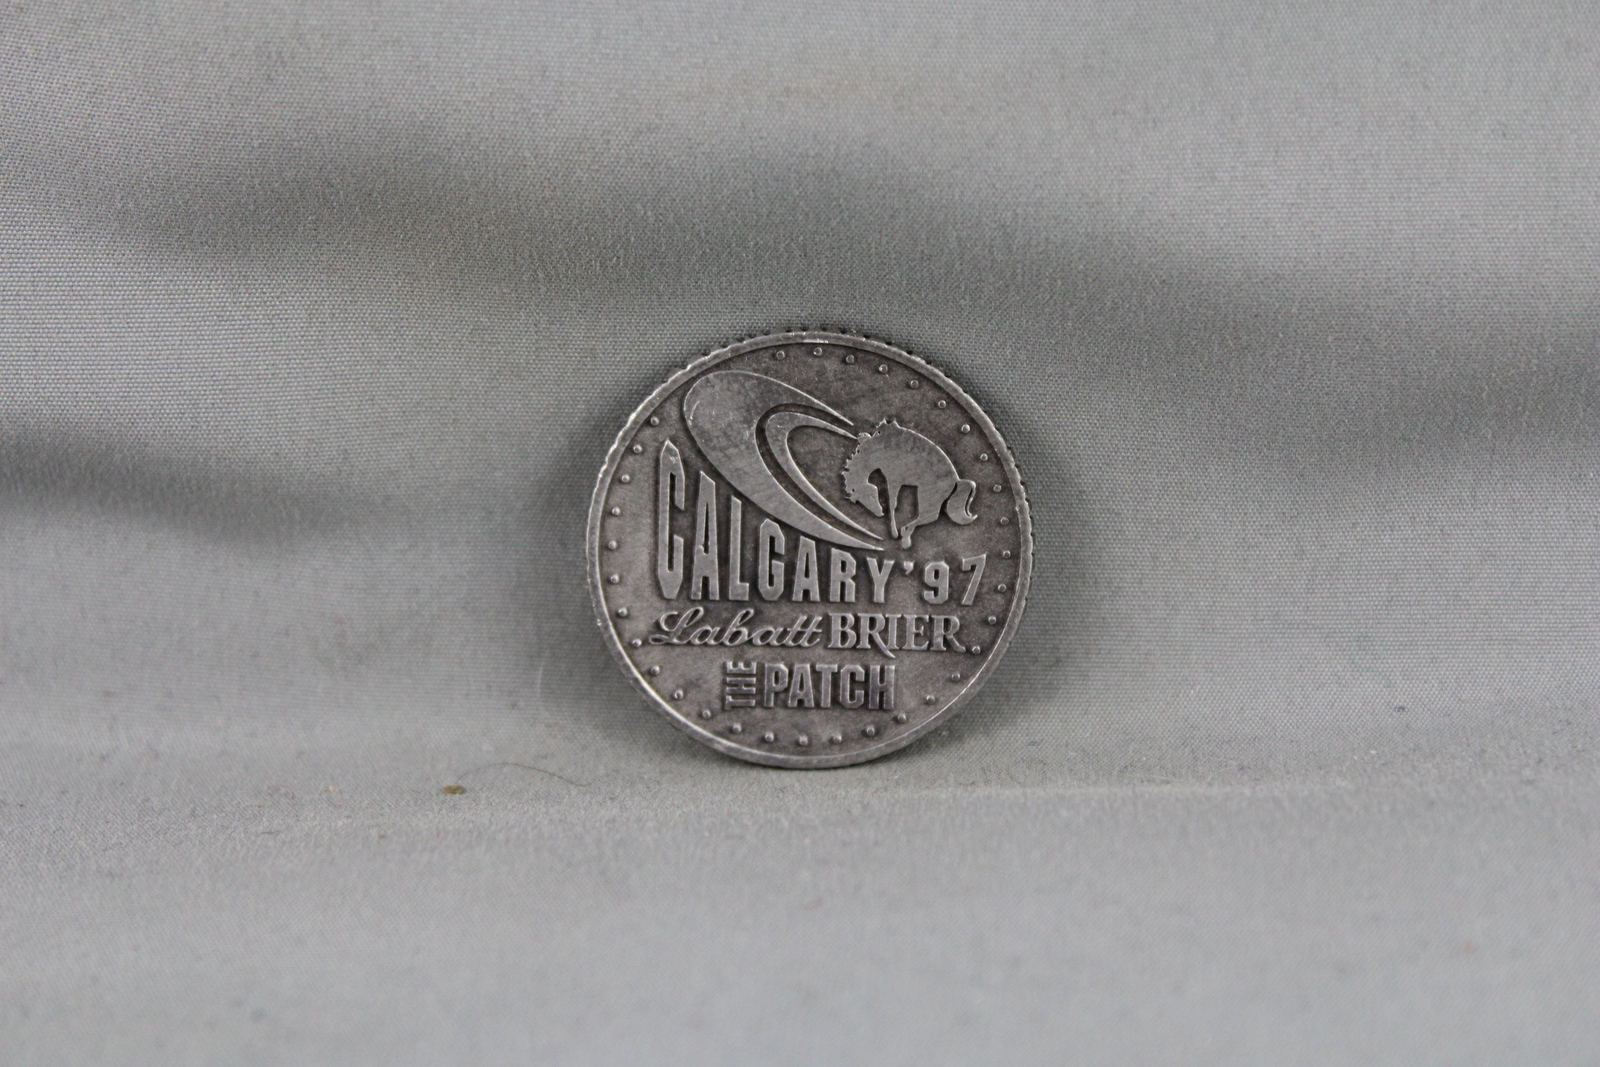 CALGARY '97
Labatt BRIER
THE PATCH